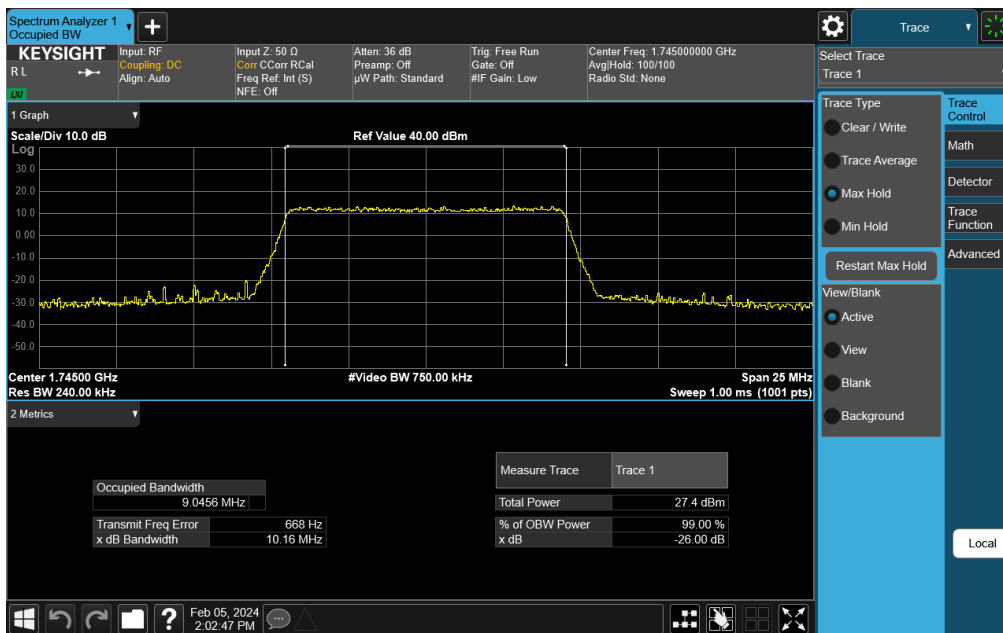 Spectrum Analyzer 1
Occupied BW
Trace
KEYSIGHT
R L
LXI
Input: RF
Coupling: DC
Align: Auto
Input Z: 50 Ω
Corr CCorr RCal
Freq Ref: Int (S)
NFE: Off
Atten: 36 dB
Preamp: Off
µW Path: Standard
Trig: Free Run
Gate: Off
#IF Gain: Low
Center Freq: 1.745000000 GHz
Avg|Hold: 100/100
Radio Std: None
Select Trace
Trace 1
1 Graph
Scale/Div 10.0 dB
Ref Value 40.00 dBm
Log
30.0
20.0
10.0
0.00
-10.0
-20.0
-30.0
-40.0
-50.0
Center 1.74500 GHz
#Video BW 750.00 kHz
Span 25 MHz
Res BW 240.00 kHz
Sweep 1.00 ms (1001 pts)
Trace Type
Clear / Write
Trace Average
Max Hold
Min Hold
Restart Max Hold
View/Blank
Active
View
Blank
Background
Trace
Control
Math
Detector
Trace
Function
Advanced
Local
2 Metrics
Occupied Bandwidth
9.0456 MHz
Transmit Freq Error 668 Hz
x dB Bandwidth 10.16 MHz
Measure Trace Trace 1
Total Power 27.4 dBm
% of OBW Power 99.00 %
x dB -26.00 dB
?
Feb 05, 2024
2:02:47 PM